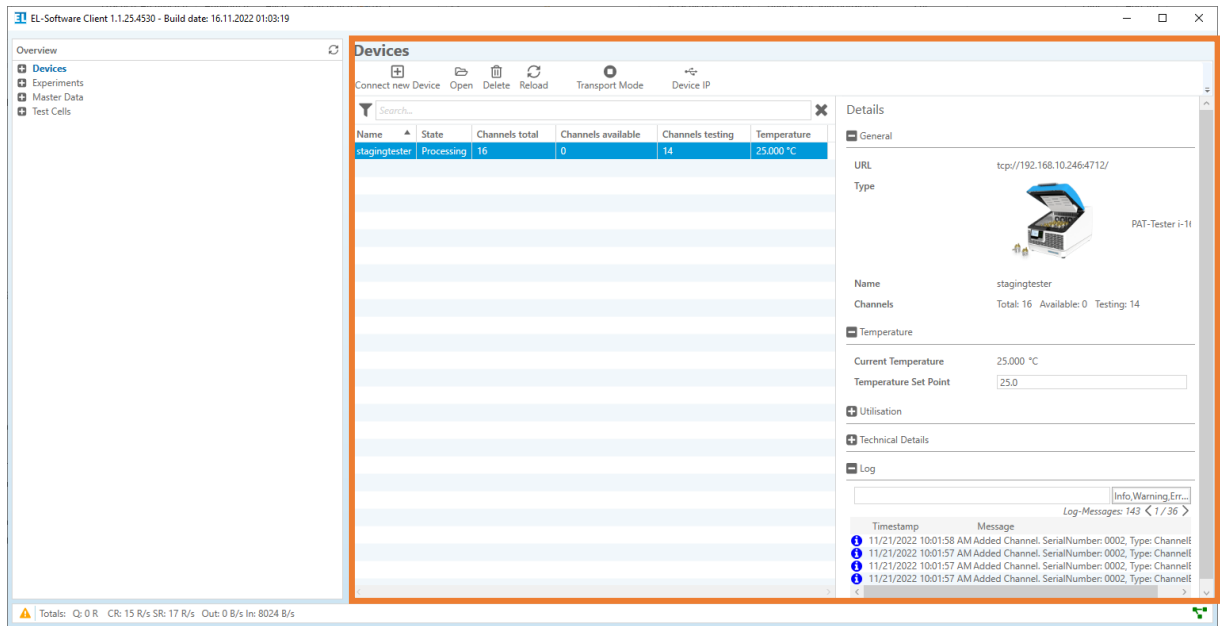 EL-Software Client 1.1.25.4530 - Build date: 16.11.2022 01:03:19
Overview
Devices
Experiments
Master Data
Test Cells
Devices
Connect new Device Open Delete Reload Transport Mode Device IP
Search...
Name State Channels total Channels available Channels testing Temperature
stagingtester Processing 16 0 14 25.000 °C
Details
General
URL tcp://192.168.10.246:4712/
Type
PAT-Tester i-16
Name stagingtester
Channels Total: 16 Available: 0 Testing: 14
Temperature
Current Temperature 25.000 °C
Temperature Set Point 25.0
Utilisation
Technical Details
Log
Info,Warning,Err...
Log-Messages: 143 < 1 / 36 >
Timestamp Message
11/21/2022 10:01:58 AM Added Channel. SerialNumber: 0002, Type: ChannelE
11/21/2022 10:01:57 AM Added Channel. SerialNumber: 0002, Type: ChannelE
11/21/2022 10:01:57 AM Added Channel. SerialNumber: 0002, Type: ChannelE
11/21/2022 10:01:57 AM Added Channel. SerialNumber: 0002, Type: ChannelE
Totals: Q: 0 R CR: 15 R/s SR: 17 R/s Out: 0 B/s In: 8024 B/s